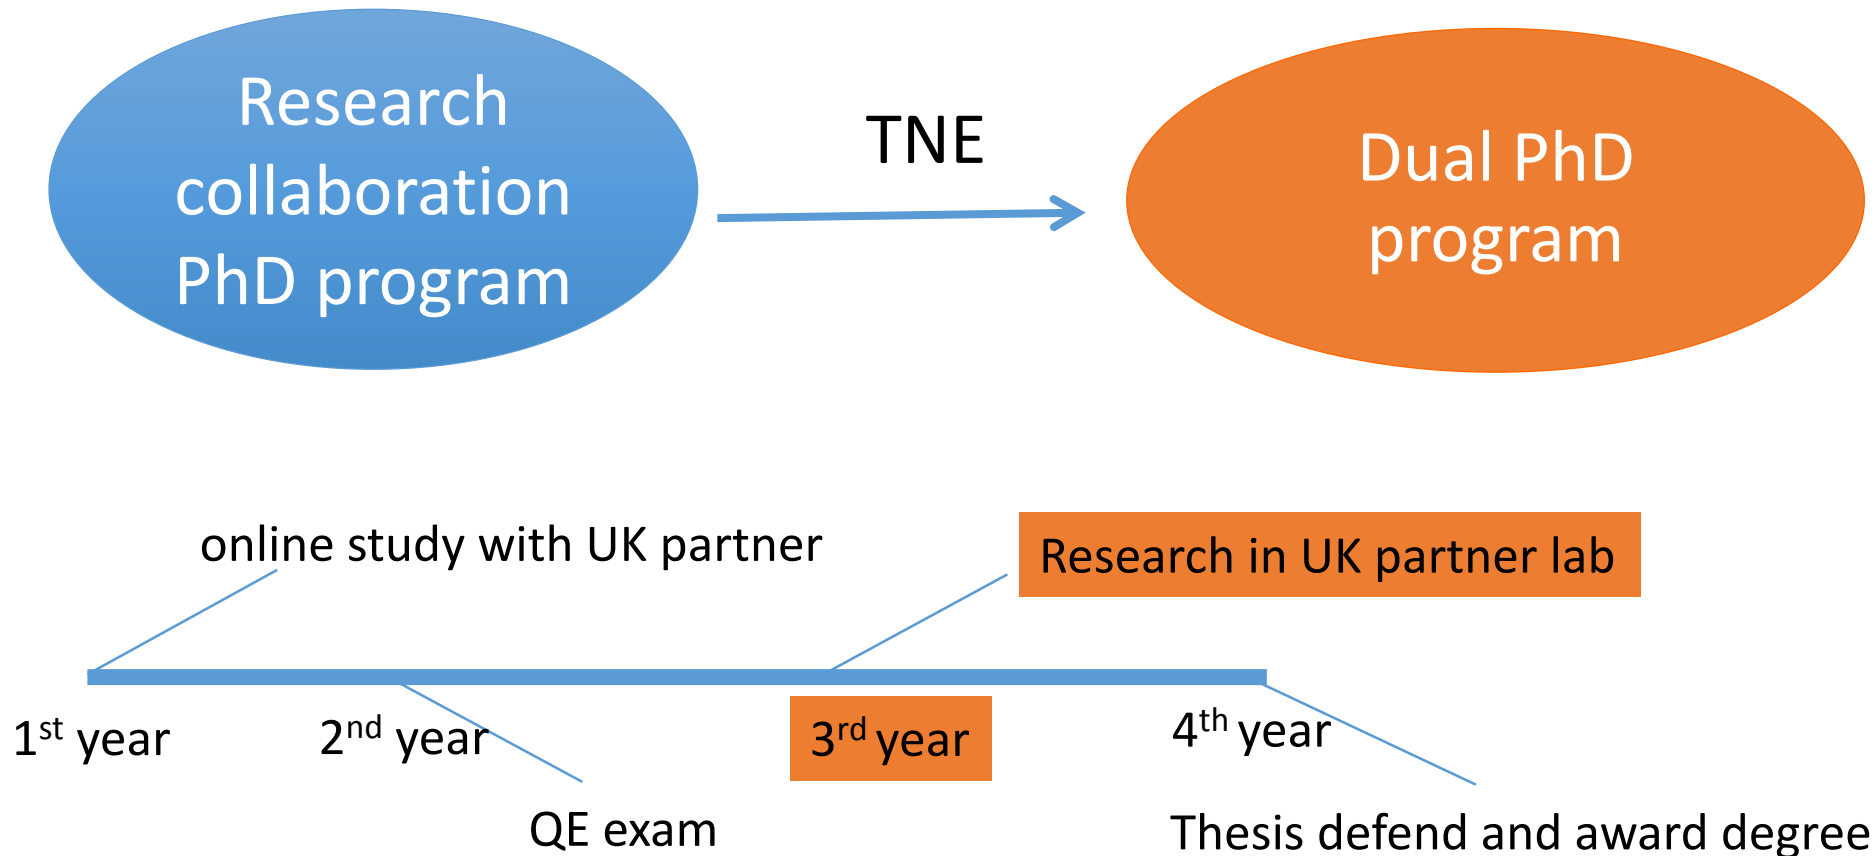 Research
collaboration
PhD program
TNE
Dual PhD
program
online study with UK partner
Research in UK partner lab
1st year
2nd year
3rd year
4th year
QE exam
Thesis defend and award degree